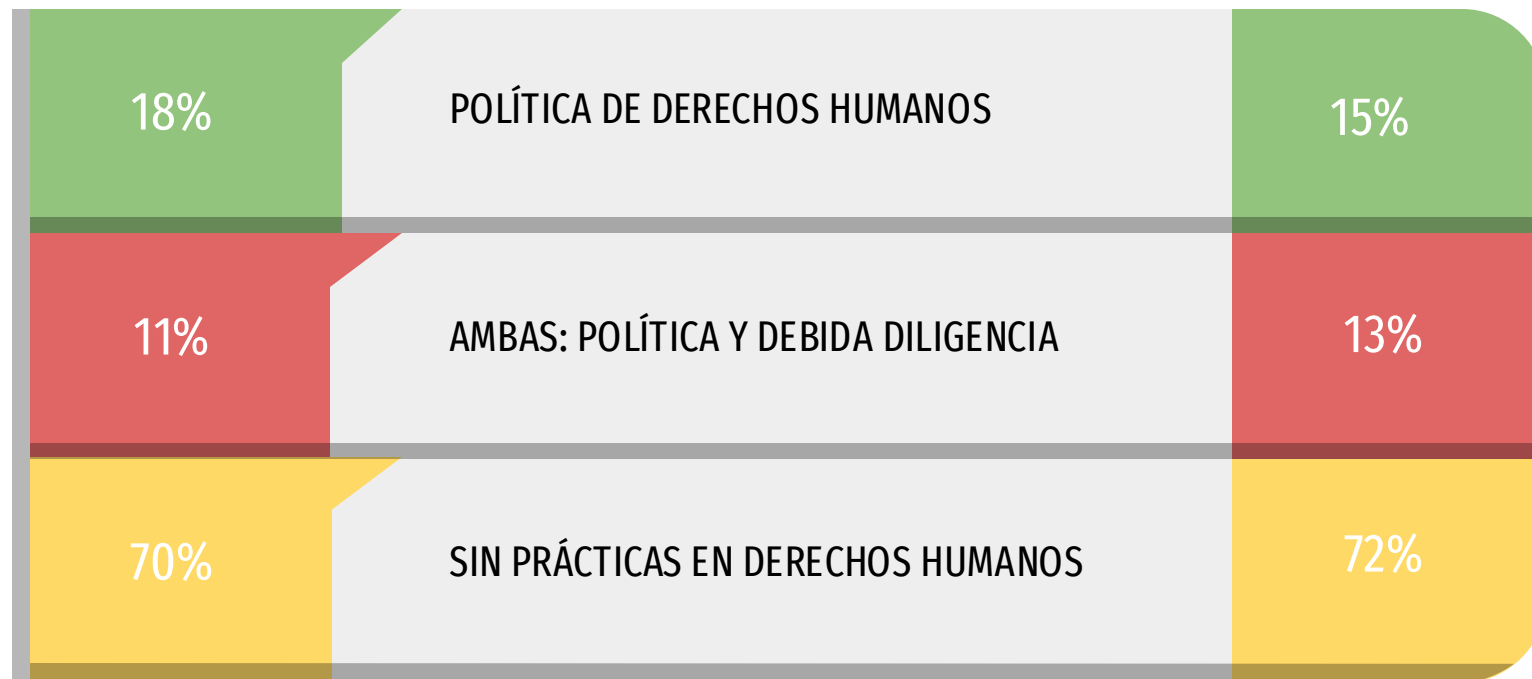 18% POLÍTICA DE DERECHOS HUMANOS 15%
11% AMBAS: POLÍTICA Y DEBIDA DILIGENCIA 13%
70% SIN PRÁCTICAS EN DERECHOS HUMANOS 72%